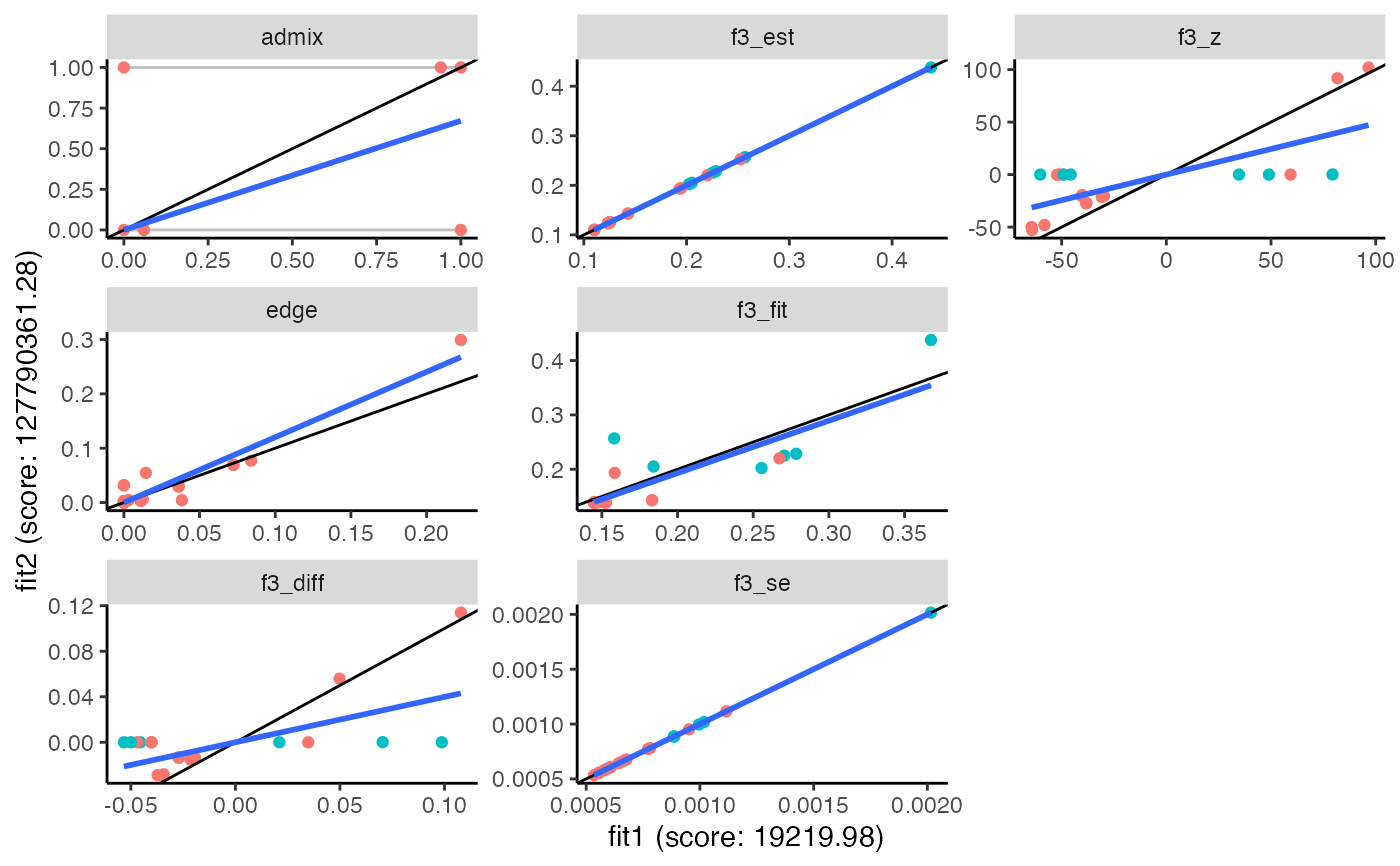 admix
1.00
0.75
0.50
0.25
0.00
0.00 0.25 0.50 0.75 1.00
f3_est
0.4
0.3
0.2
0.1
0.1 0.2 0.3 0.4
f3_z
100
50
0
-50
-50 0 50 100
edge
0.3
0.2
0.1
0.0
0.00 0.05 0.10 0.15 0.20
f3_fit
0.4
0.3
0.2
0.15 0.20 0.25 0.30 0.35
f3_diff
0.12
0.08
0.04
0.00
-0.05 0.00 0.05 0.10
f3_se
0.0020
0.0015
0.0010
0.0005
0.0005 0.0010 0.0015 0.0020
fit2 (score: 127790361.28)
fit1 (score: 19219.98)